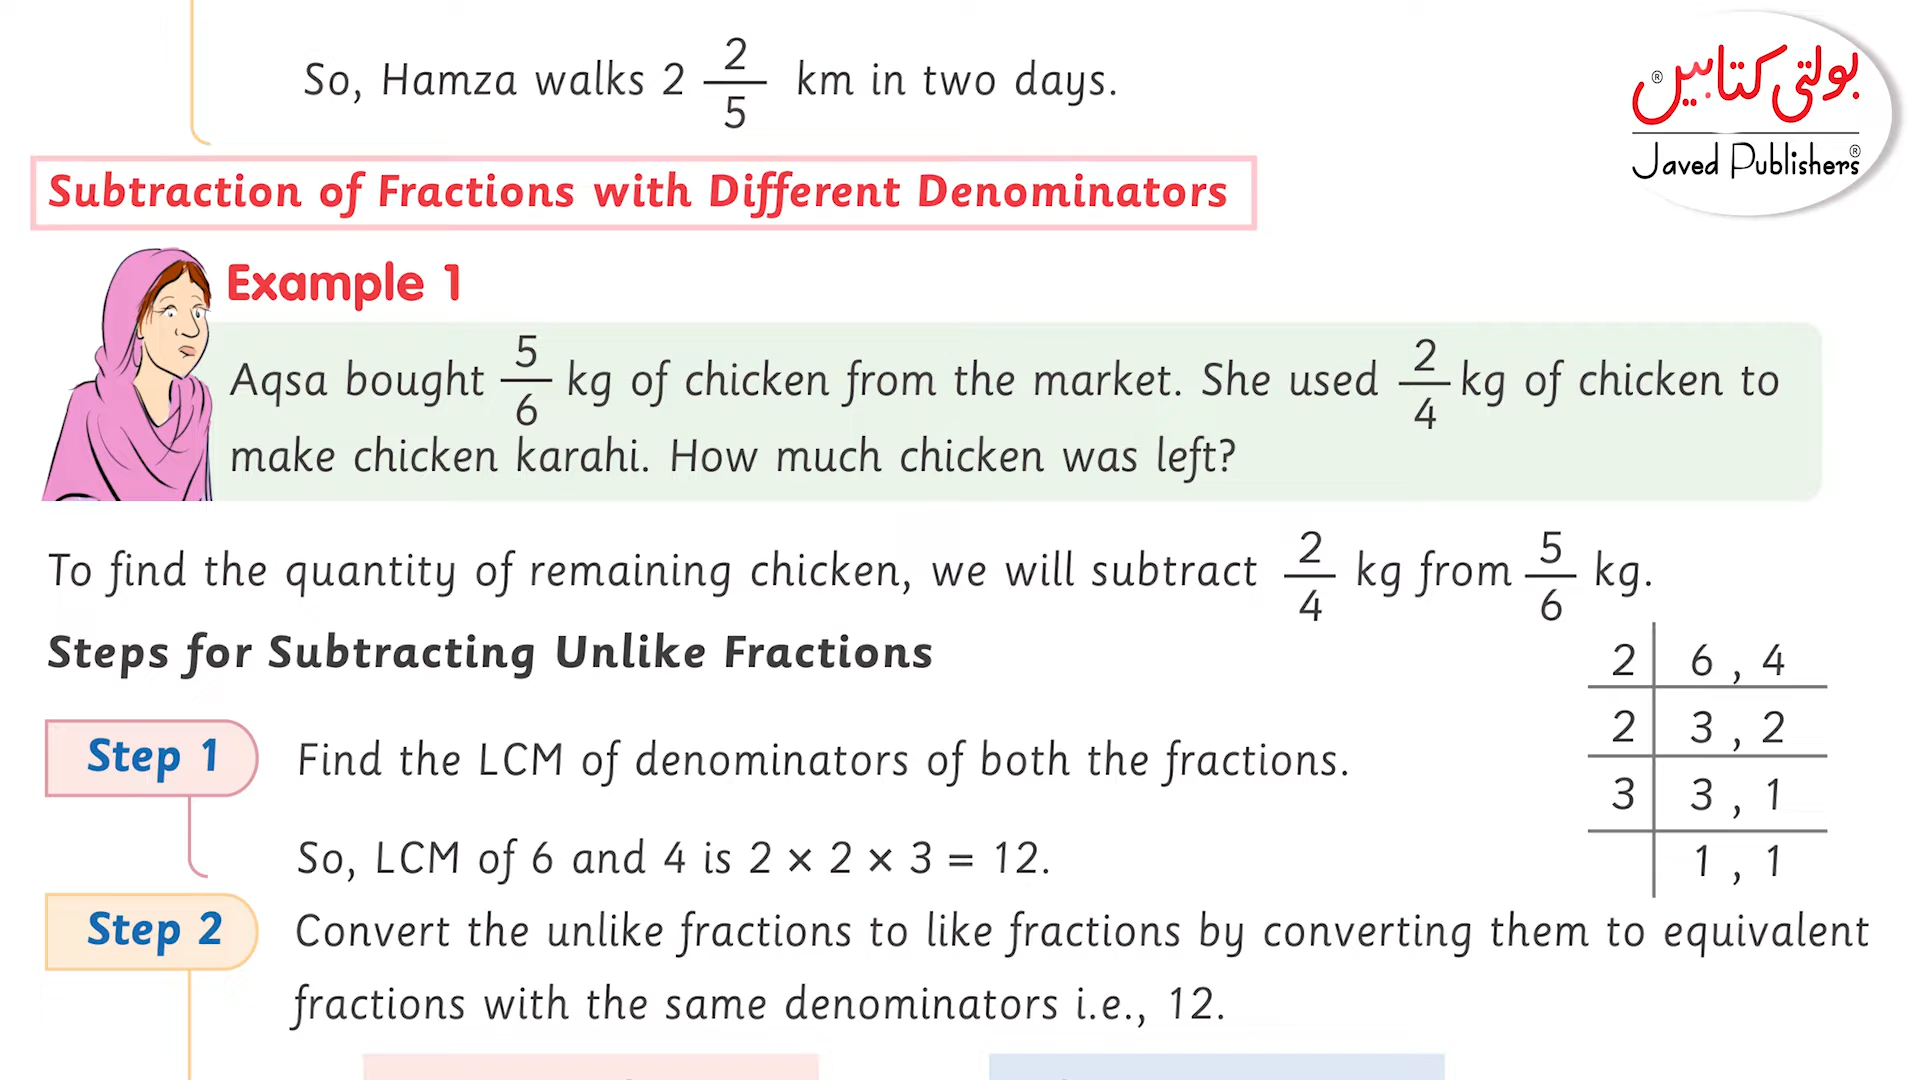 So, Hamza walks 2 2/5 km in two days.
بولتی کتابیں ®
Javed Publishers®
Subtraction of Fractions with Different Denominators
Example 1
Aqsa bought 5/6 kg of chicken from the market. She used 2/4 kg of chicken to
make chicken karahi. How much chicken was left?
To find the quantity of remaining chicken, we will subtract 2/4 kg from 5/6 kg.
Steps for Subtracting Unlike Fractions
2 | 6 , 4
2 | 3 , 2
3 | 3 , 1
| 1 , 1
Step 1
Find the LCM of denominators of both the fractions.
So, LCM of 6 and 4 is 2 × 2 × 3 = 12.
Step 2
Convert the unlike fractions to like fractions by converting them to equivalent
fractions with the same denominators i.e., 12.